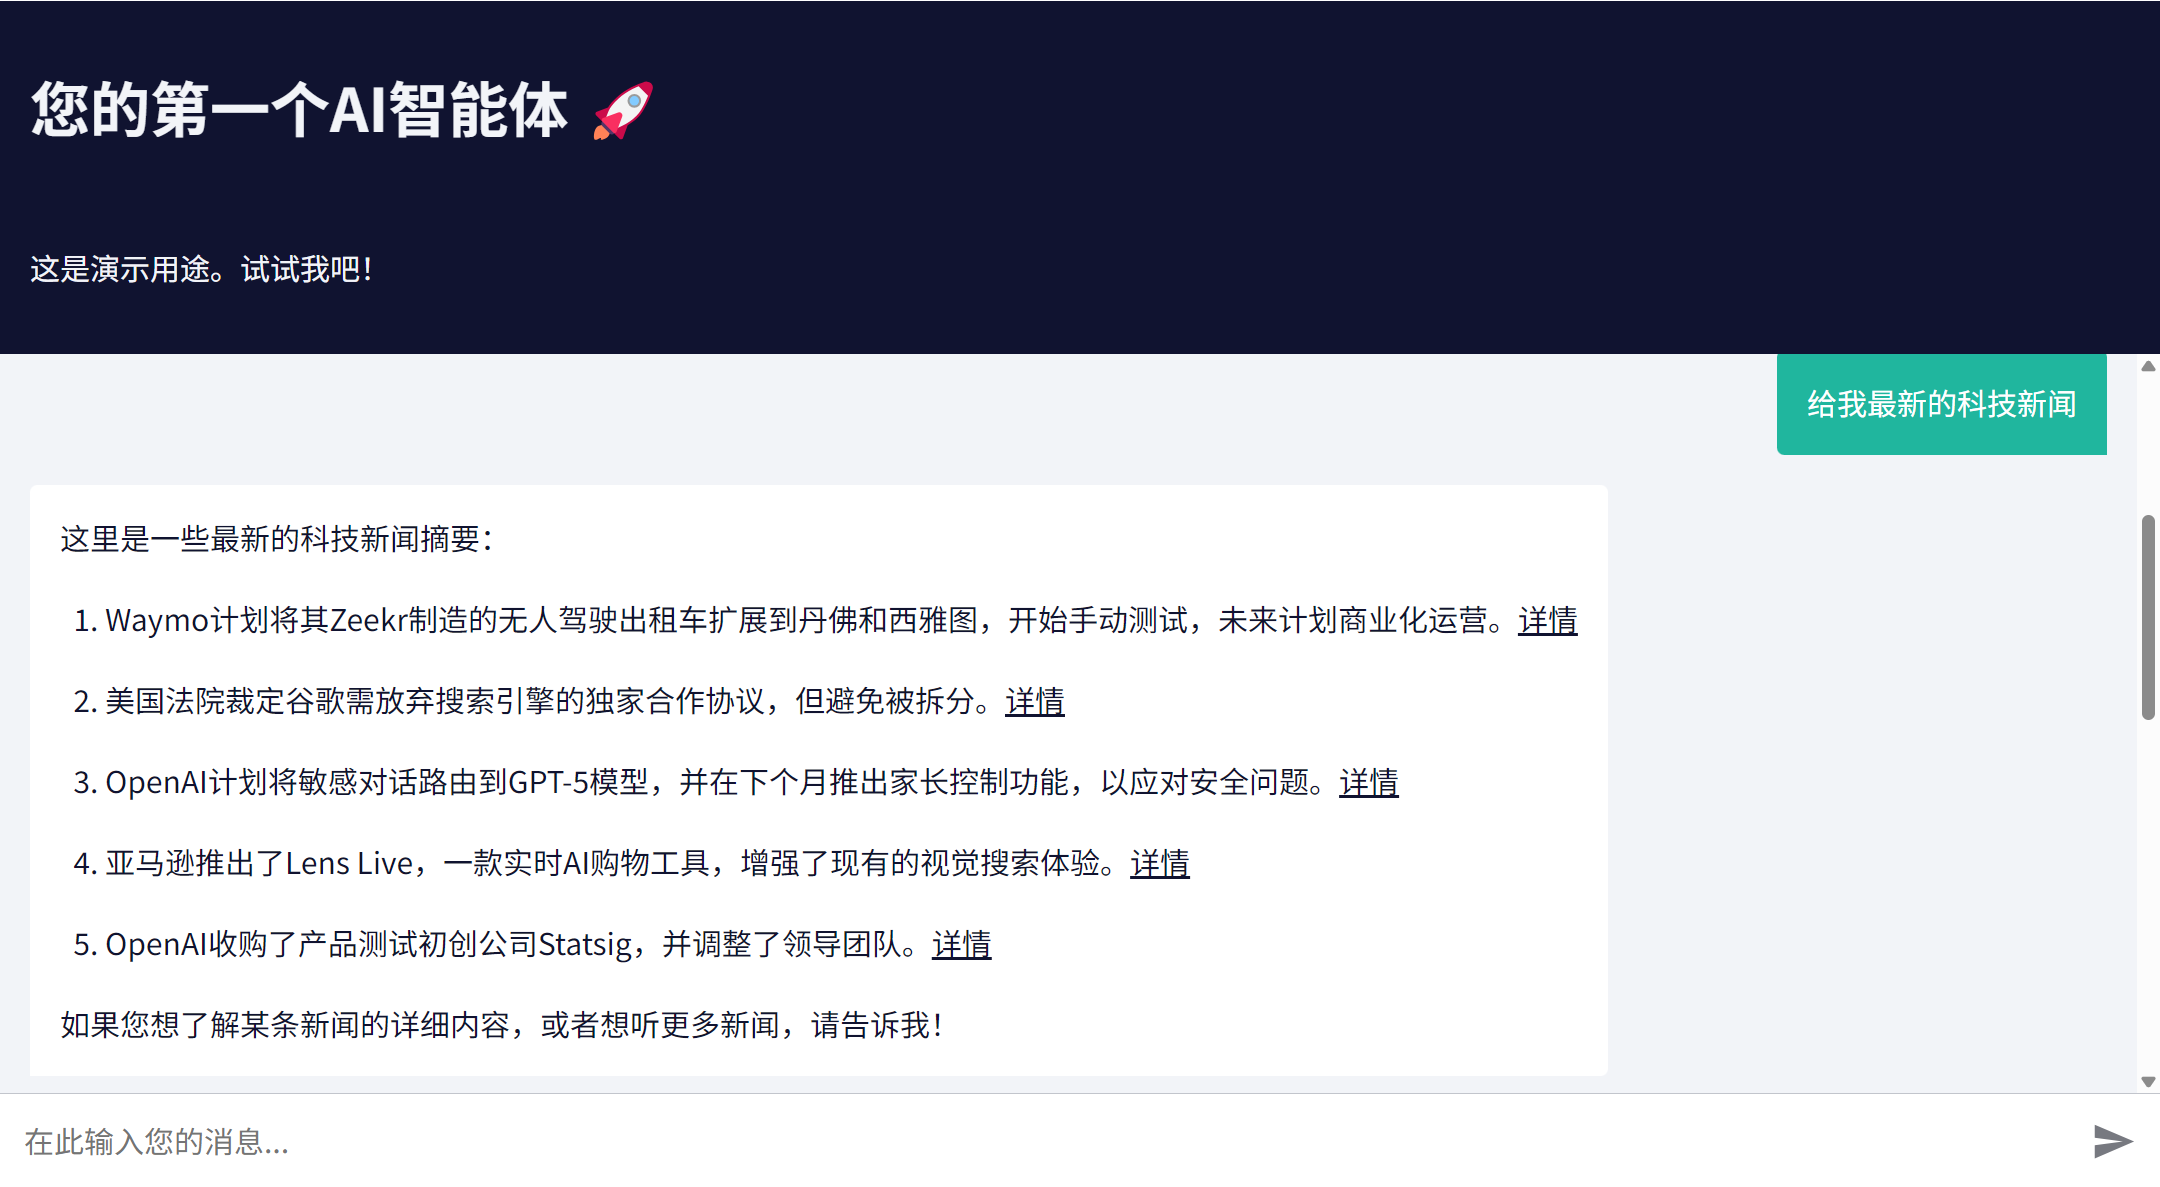 您的第一个AI智能体 🚀
这是演示用途。试试我吧！
给我最新的科技新闻
这里是一些最新的科技新闻摘要：
1. Waymo计划将其Zeekr制造的无人驾驶出租车扩展到丹佛和西雅图，开始手动测试，未来计划商业化运营。详情
2. 美国法院裁定谷歌需放弃搜索引擎的独家合作协议，但避免被拆分。详情
3. OpenAI计划将敏感对话路由到GPT-5模型，并在下个月推出家长控制功能，以应对安全问题。详情
4. 亚马逊推出了Lens Live，一款实时AI购物工具，增强了现有的视觉搜索体验。详情
5. OpenAI收购了产品测试初创公司Statsig，并调整了领导团队。详情
如果您想了解某条新闻的详细内容，或者想听更多新闻，请告诉我！
在此输入您的消息...